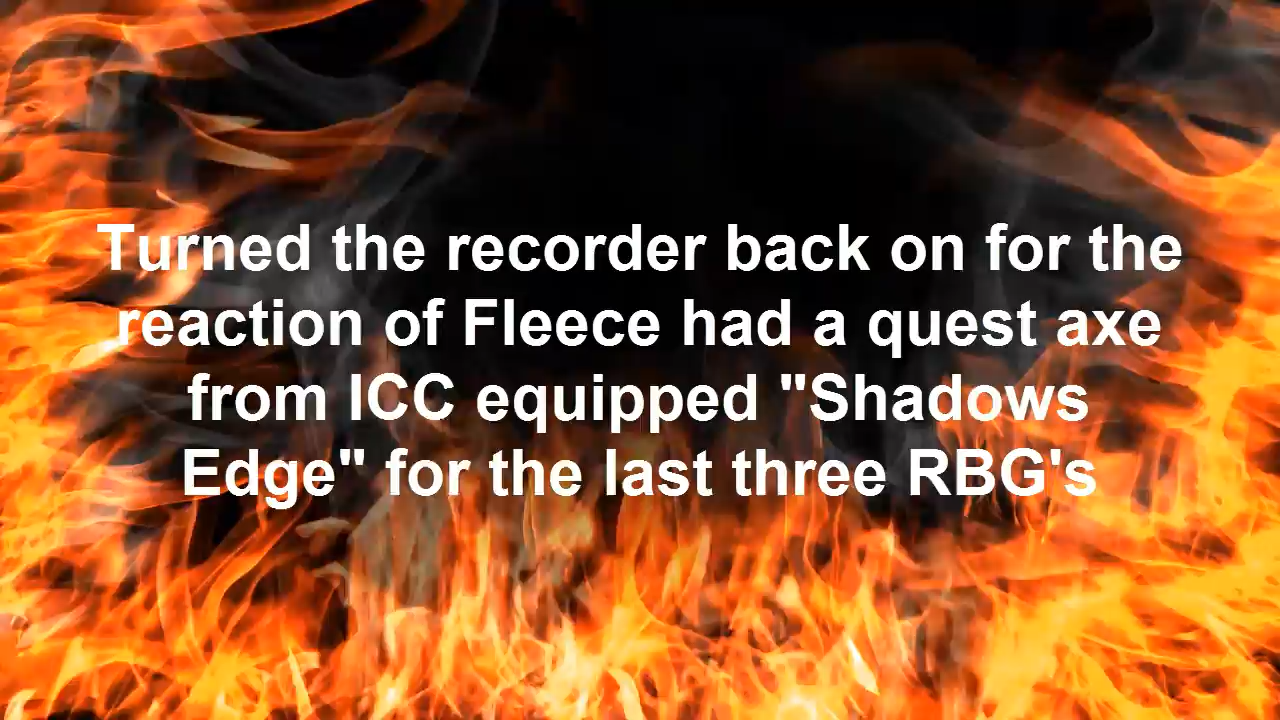 Turned the recorder back on for the
reaction of Fleece had a quest axe
from ICC equipped "Shadows
Edge" for the last three RBG's